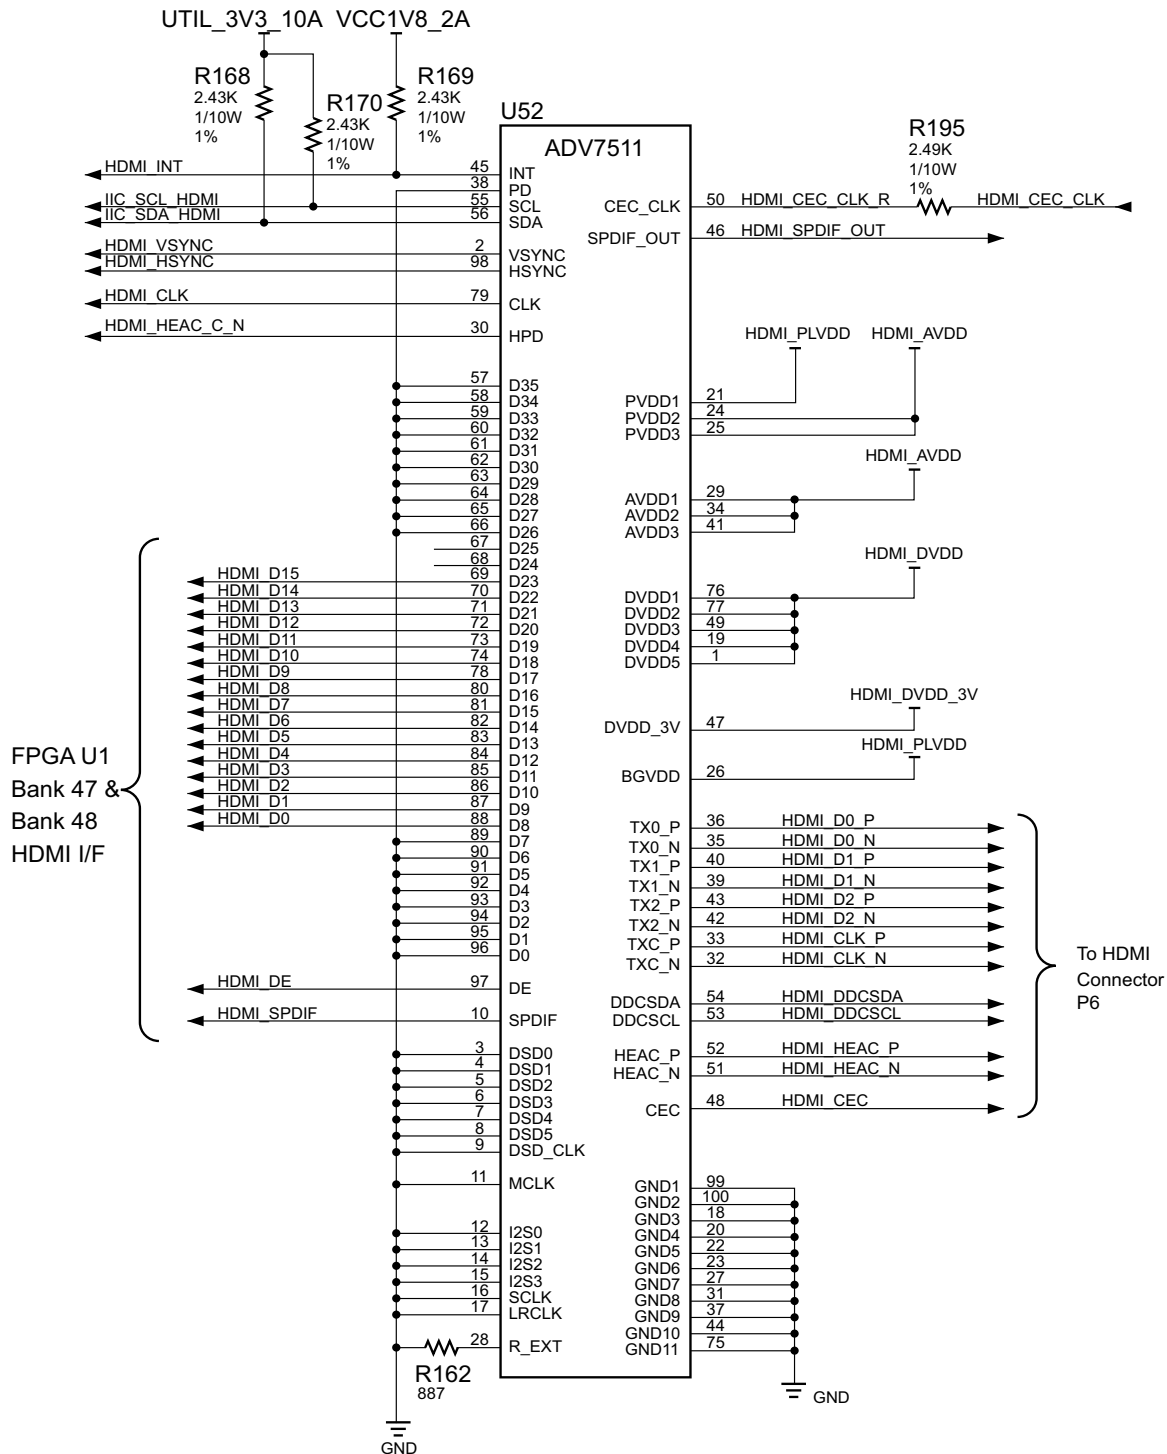 UTIL_3V3_10A VCC1V8_2A
R168
2.43K
1/10W
1%
R170
2.43K
1/10W
1%
R169
2.43K
1/10W
1%
U52
ADV7511
R195
2.49K
1/10W
1%
HDMI_INT 45 INT
38 PD
IIC_SCL_HDMI 55 SCL
IIC_SDA_HDMI 56 SDA
HDMI_VSYNC 2 VSYNC
HDMI_HSYNC 98 HSYNC
HDMI_CLK 79 CLK
HDMI_HEAC_C_N 30 HPD
57 D35
58 D34
59 D33
60 D32
61 D31
62 D30
63 D29
64 D28
65 D27
66 D26
67 D25
68 D24
HDMI_D15 69 D23
HDMI_D14 70 D22
HDMI_D13 71 D21
HDMI_D12 72 D20
HDMI_D11 73 D19
HDMI_D10 74 D18
HDMI_D9 78 D17
HDMI_D8 80 D16
HDMI_D7 81 D15
HDMI_D6 82 D14
HDMI_D5 83 D13
HDMI_D4 84 D12
HDMI_D3 85 D11
HDMI_D2 86 D10
HDMI_D1 87 D9
HDMI_D0 88 D8
89 D7
90 D6
91 D5
92 D4
93 D3
94 D2
95 D1
96 D0
HDMI_DE 97 DE
HDMI_SPDIF 10 SPDIF
FPGA U1
Bank 47 &
Bank 48
HDMI I/F
3 DSD0
4 DSD1
5 DSD2
6 DSD3
7 DSD4
8 DSD5
9 DSD_CLK
11 MCLK
12 I2S0
13 I2S1
14 I2S2
15 I2S3
16 SCLK
17 LRCLK
28 R_EXT
R162
887
GND
CEC_CLK 50 HDMI_CEC_CLK_R HDMI_CEC_CLK
SPDIF_OUT 46 HDMI_SPDIF_OUT
HDMI_PLVDD HDMI_AVDD
PVDD1 21
PVDD2 24
PVDD3 25
HDMI_AVDD
AVDD1 29
AVDD2 34
AVDD3 41
HDMI_DVDD
DVDD1 76
DVDD2 77
DVDD3 49
DVDD4 19
DVDD5 1
HDMI_DVDD_3V
DVDD_3V 47
HDMI_PLVDD
BGVDD 26
TX0_P 36 HDMI_D0_P
TX0_N 35 HDMI_D0_N
TX1_P 40 HDMI_D1_P
TX1_N 39 HDMI_D1_N
TX2_P 43 HDMI_D2_P
TX2_N 42 HDMI_D2_N
TXC_P 33 HDMI_CLK_P
TXC_N 32 HDMI_CLK_N
DDCSDA 54 HDMI_DDCSDA
DDCSCL 53 HDMI_DDCSCL
HEAC_P 52 HDMI_HEAC_P
HEAC_N 51 HDMI_HEAC_N
CEC 48 HDMI_CEC
To HDMI
Connector
P6
GND1 99
GND2 100
GND3 18
GND4 20
GND5 22
GND6 23
GND7 27
GND8 31
GND9 37
GND10 44
GND11 75
GND